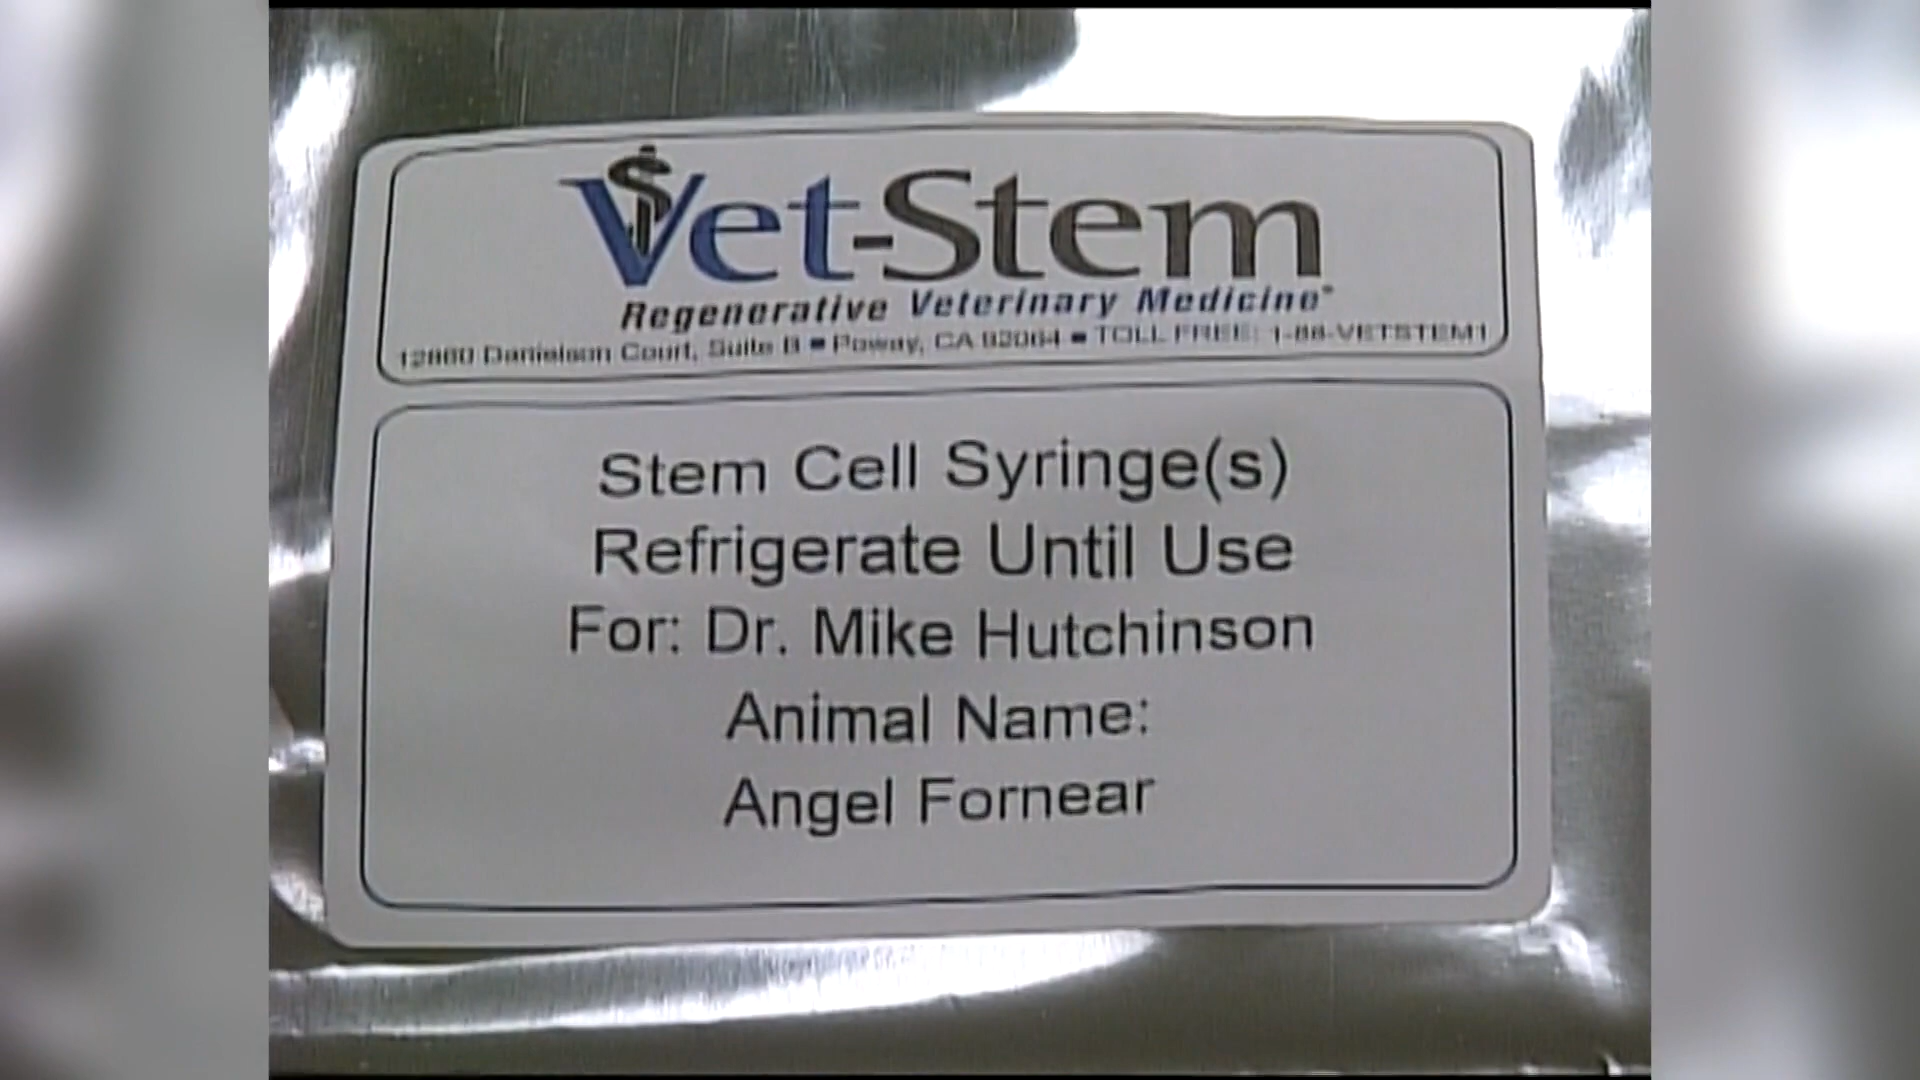 Vet-Stem
Regenerative Veterinary Medicine
12860 Danielson Court, Suite B ▪ Poway, CA 92064 ▪ TOLL FREE: 1-88-VETSTEM1
Stem Cell Syringe(s)
Refrigerate Until Use
For: Dr. Mike Hutchinson
Animal Name:
Angel Fornear